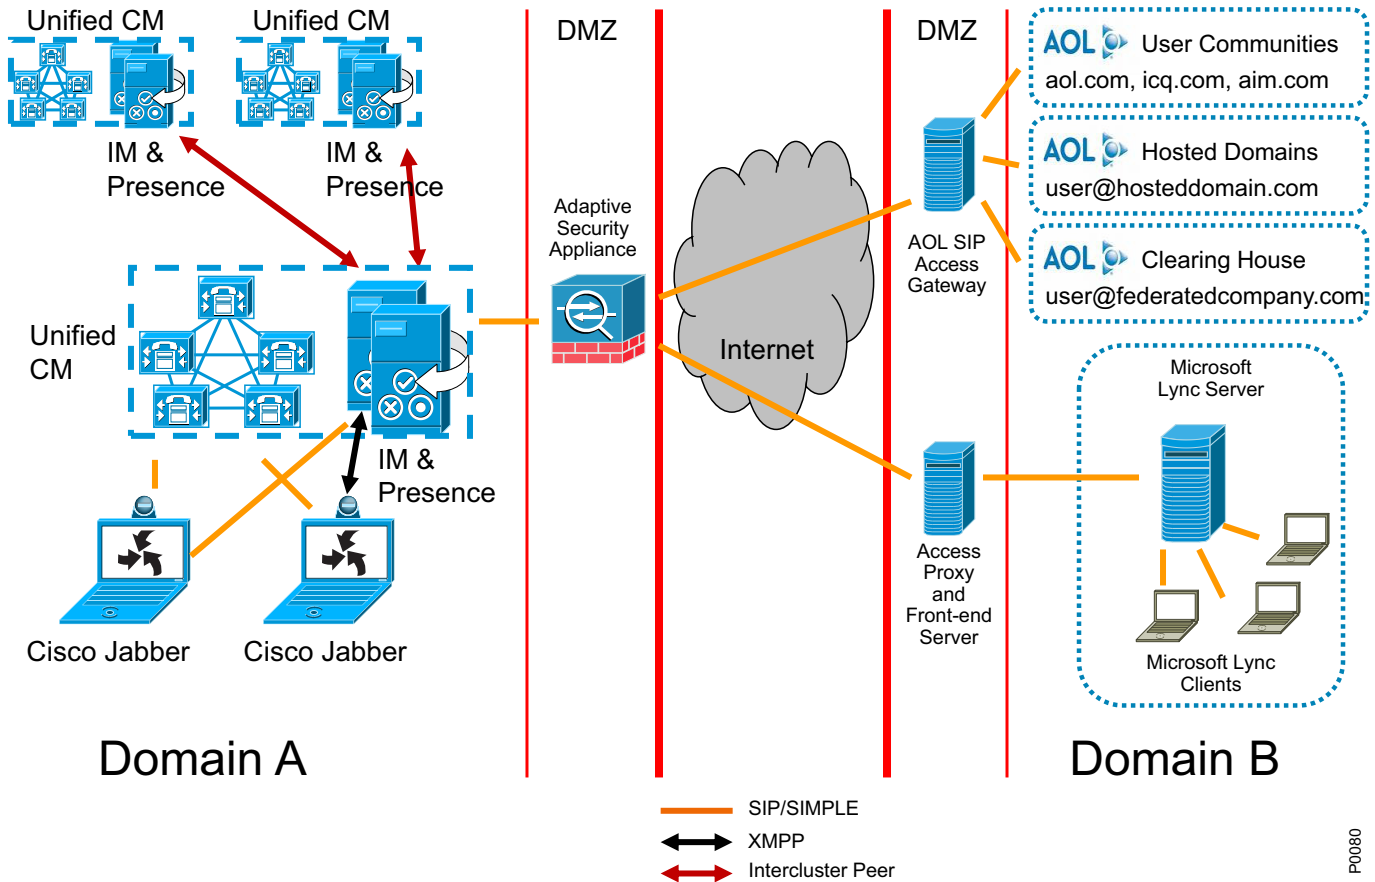 Unified CM
Unified CM
IM &
Presence
IM &
Presence
Unified
CM
IM &
Presence
Cisco Jabber
Cisco Jabber
Domain A
DMZ
Adaptive
Security
Appliance
Internet
DMZ
AOL SIP
Access
Gateway
Access
Proxy
and
Front-end
Server
AOL User Communities
aol.com, icq.com, aim.com
AOL Hosted Domains
user@hosteddomain.com
AOL Clearing House
user@federatedcompany.com
Microsoft
Lync Server
Microsoft Lync
Clients
Domain B
SIP/SIMPLE
XMPP
Intercluster Peer
P0080